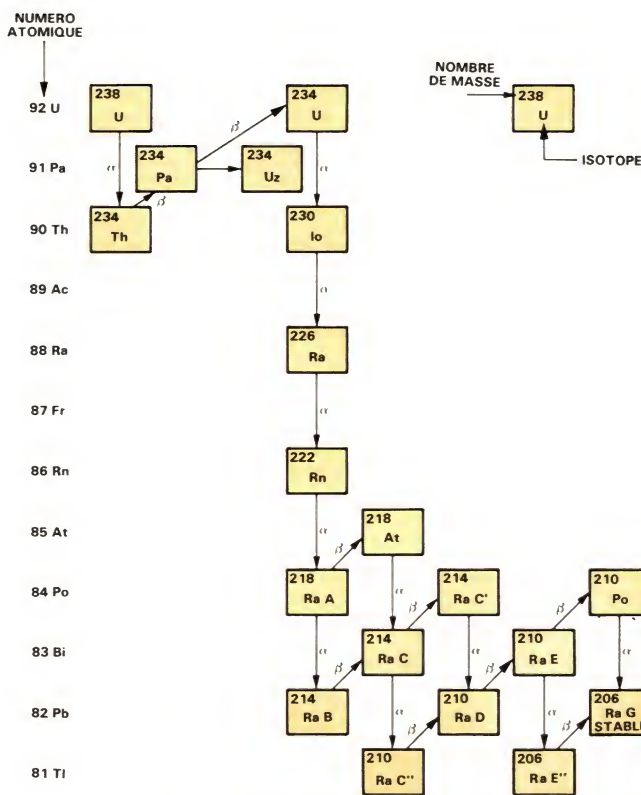 NUMERO
ATOMIQUE
NOMBRE
DE MASSE
92 U
238
U
234
U
238
U
β
ISOTOPE
91 Pa
α
234
Pa
234
Uz
α
β
90 Th
234
Th
230
Io
89 Ac
α
88 Ra
226
Ra
87 Fr
α
86 Rn
222
Rn
85 At
α
218
At
β
84 Po
218
Ra A
214
Ra C'
210
Po
α
β
β
83 Bi
α
214
Ra C
α
210
Ra E
α
β
β
82 Pb
214
Ra B
α
210
Ra D
α
206
Ra G
STABLE
β
β
81 Tl
210
Ra C"
206
Ra E"